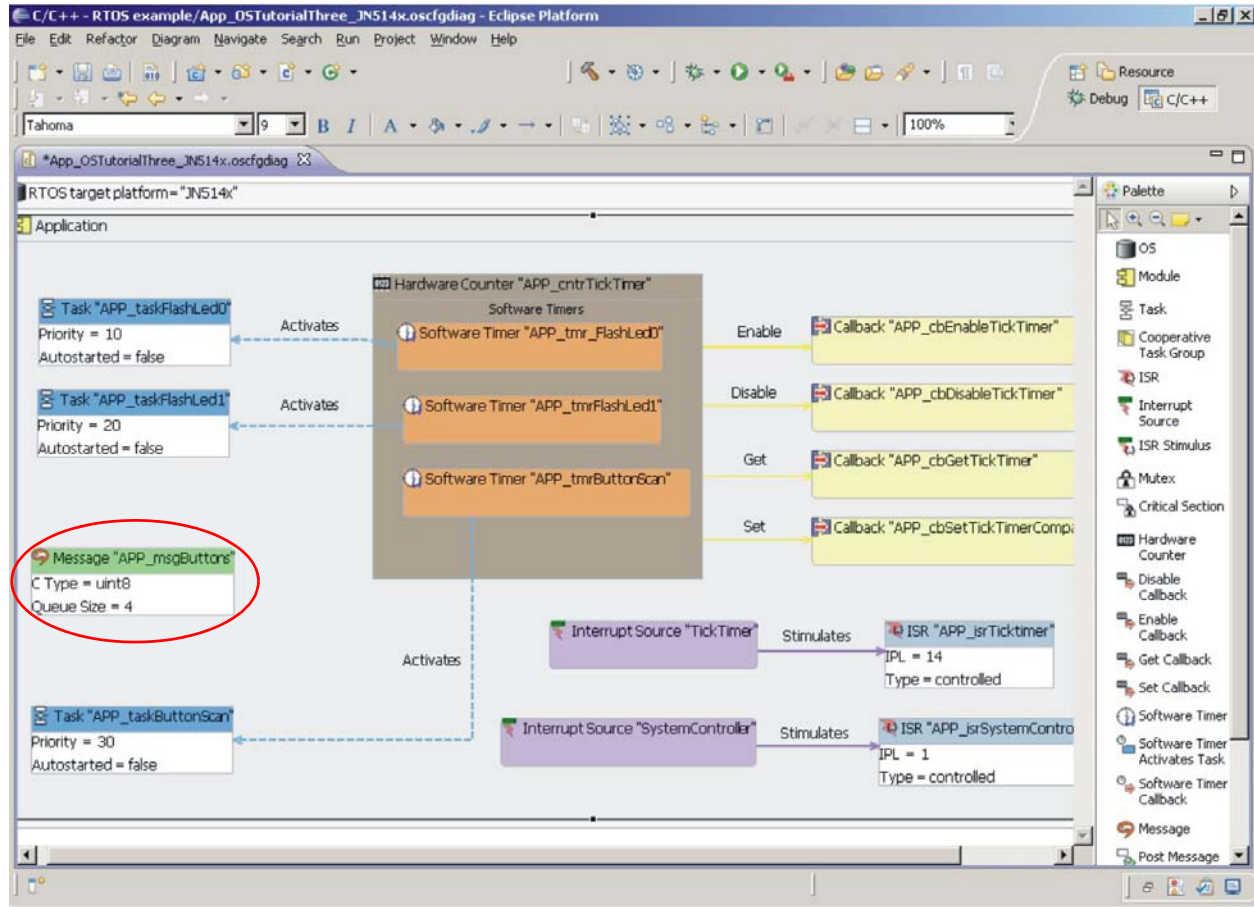 C/C++ - RTOS example/App_OSTutorialThree_JN514x.oscfgdiag - Eclipse Platform
File Edit Refactor Diagram Navigate Search Run Project Window Help
Resource
Debug C/C++
Tahoma 9 B I A 100%
*App_OSTutorialThree_JN514x.oscfgdiag
RTOS target platform="JN514x"
Application
Hardware Counter "APP_cntrTickTimer"
Software Timers
Task "APP_taskFlashLed0"
Priority = 10
Autostarted = false
Activates
Software Timer "APP_tmr_FlashLed0"
Enable
Callback "APP_cbEnableTickTimer"
Task "APP_taskFlashLed1"
Priority = 20
Autostarted = false
Activates
Software Timer "APP_tmrFlashLed1"
Disable
Callback "APP_cbDisableTickTimer"
Software Timer "APP_tmrButtonScan"
Get
Callback "APP_cbGetTickTimer"
Set
Callback "APP_cbSetTickTimerCompa
Message "APP_msgButtons"
C Type = uint8
Queue Size = 4
Interrupt Source "TickTimer"
Stimulates
ISR "APP_isrTicktimer"
IPL = 14
Type = controlled
Activates
Task "APP_taskButtonScan"
Priority = 30
Autostarted = false
Interrupt Source "SystemController"
Stimulates
ISR "APP_isrSystemContro
IPL = 1
Type = controlled
Palette
OS
Module
Task
Cooperative
Task Group
ISR
Interrupt
Source
ISR Stimulus
Mutex
Critical Section
Hardware
Counter
Disable
Callback
Enable
Callback
Get Callback
Set Callback
Software Timer
Software Timer
Activates Task
Software Timer
Callback
Message
Post Message